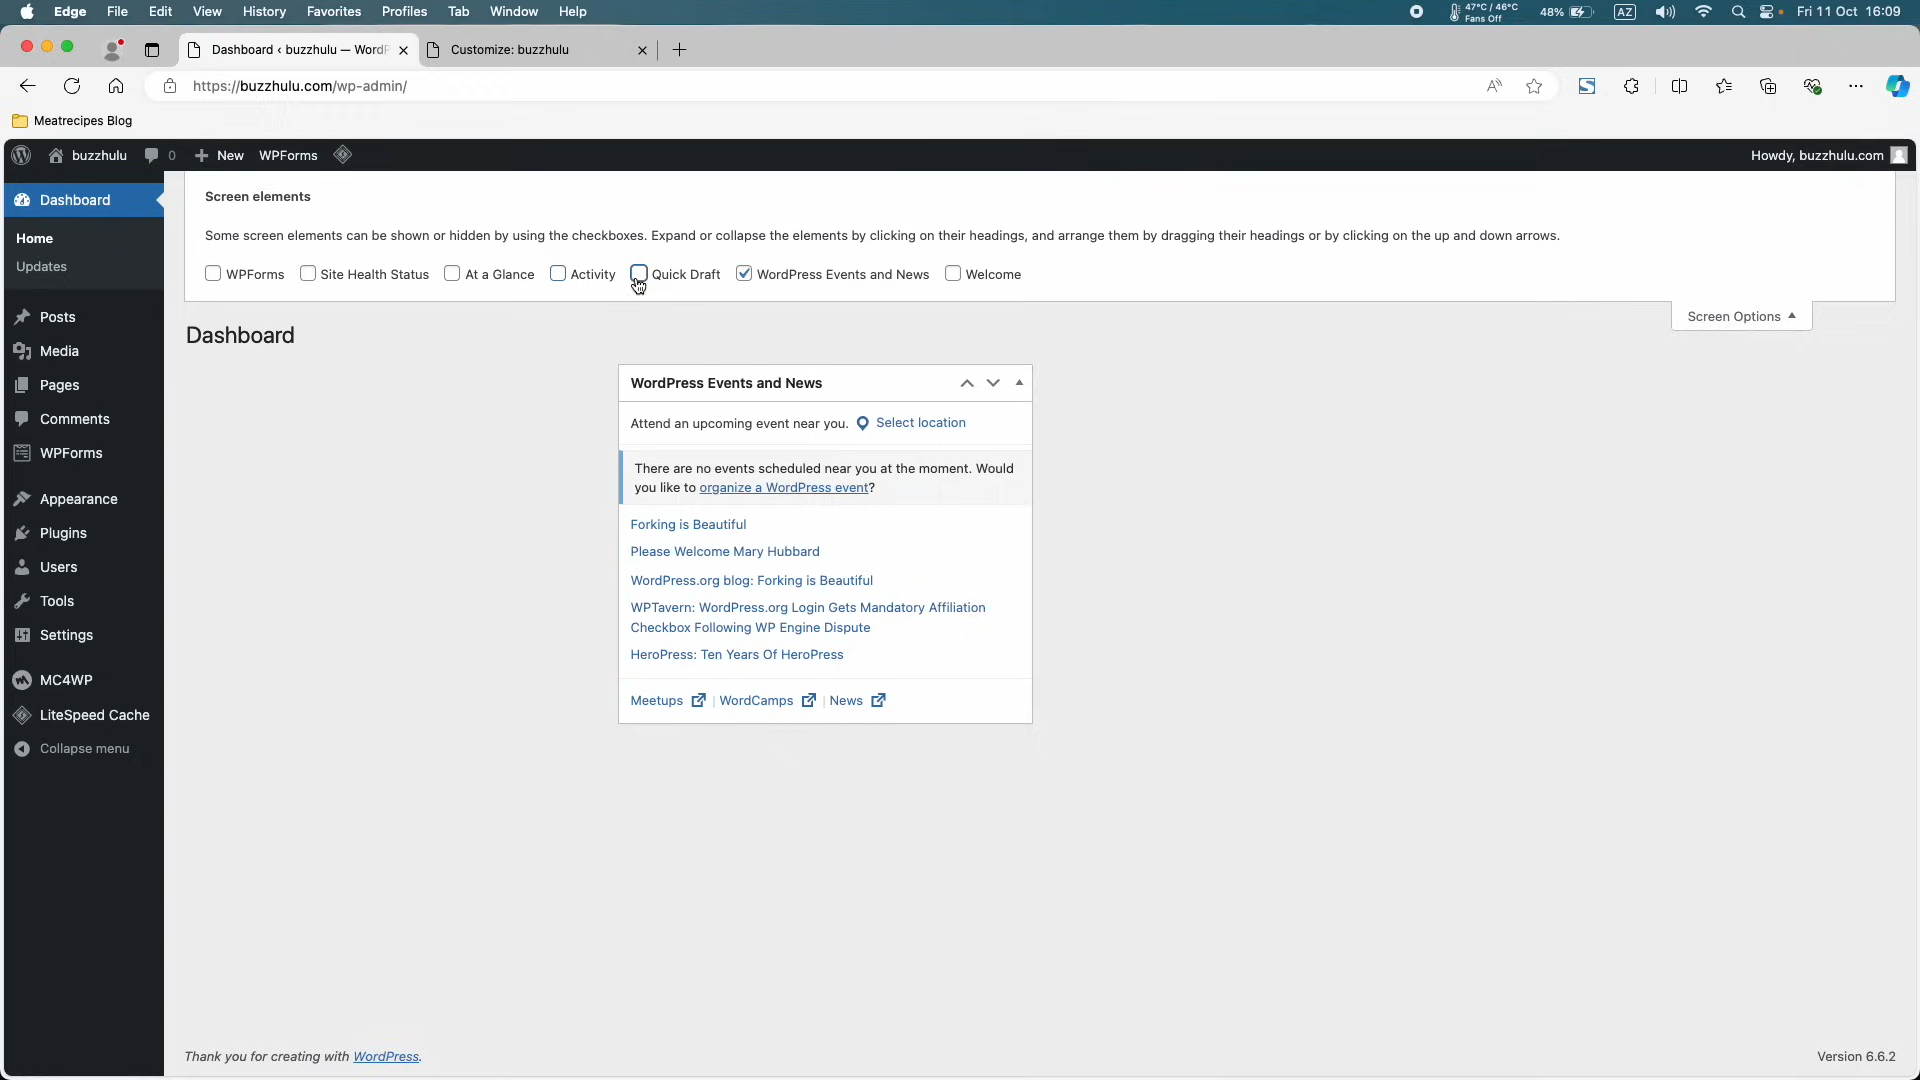 Edge File Edit View History Favorites Profiles Tab Window Help 47°C / 46°C Fans Off 48% AZ Fri 11 Oct 16:09
Dashboard ‹ buzzhulu — WordP Customize: buzzhulu
https://buzzhulu.com/wp-admin/
Meatrecipes Blog
buzzhulu 0 New WPForms Howdy, buzzhulu.com
Dashboard
Home
Updates
Posts
Media
Pages
Comments
WPForms
Appearance
Plugins
Users
Tools
Settings
MC4WP
LiteSpeed Cache
Collapse menu
Screen elements
Some screen elements can be shown or hidden by using the checkboxes. Expand or collapse the elements by clicking on their headings, and arrange them by dragging their headings or by clicking on the up and down arrows.
WPForms Site Health Status At a Glance Activity Quick Draft WordPress Events and News Welcome
Screen Options
Dashboard
WordPress Events and News
Attend an upcoming event near you. Select location
There are no events scheduled near you at the moment. Would
you like to organize a WordPress event?
Forking is Beautiful
Please Welcome Mary Hubbard
WordPress.org blog: Forking is Beautiful
WPTavern: WordPress.org Login Gets Mandatory Affiliation
Checkbox Following WP Engine Dispute
HeroPress: Ten Years Of HeroPress
Meetups | WordCamps | News
Thank you for creating with WordPress. Version 6.6.2